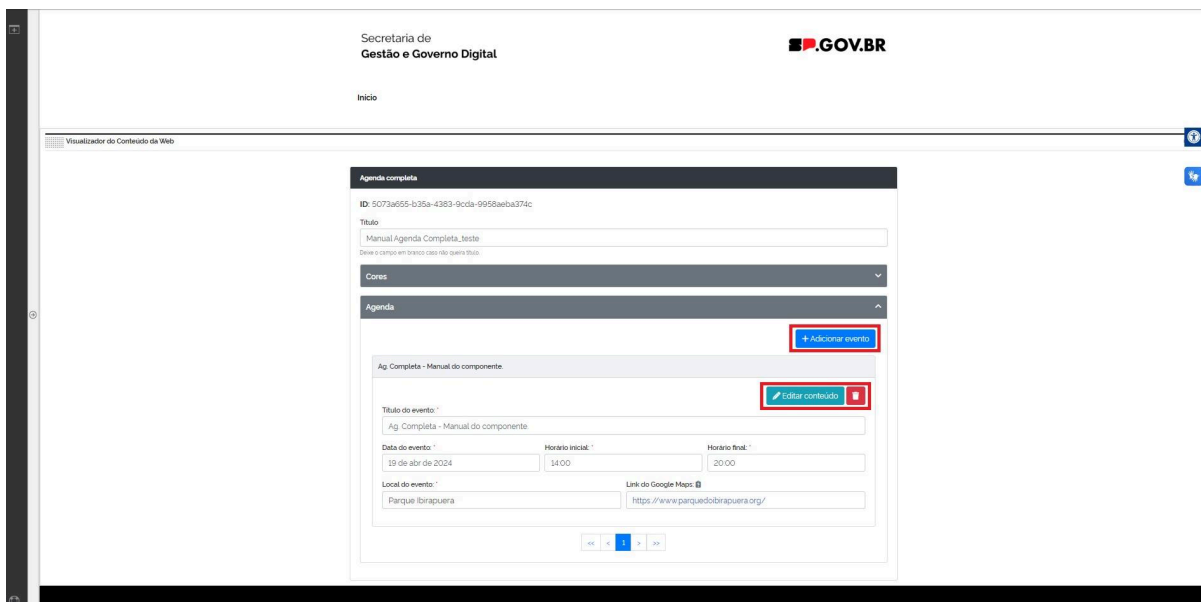 Secretaria de
Gestão e Governo Digital
SP.GOV.BR
Início
Visualizador do Conteúdo da Web
Agenda completa
ID: 5073a655-b35a-4383-9cda-9958aeba374c
Título
Manual Agenda Completa_teste
Deixe o campo em branco caso não queira título.
Cores
Agenda
+ Adicionar evento
Ag. Completa - Manual do componente.
Editar conteúdo
Título do evento: *
Ag. Completa - Manual do componente.
Data do evento: * Horário inicial: * Horário final: *
19 de abr de 2024 14:00 20:00
Local do evento: * Link do Google Maps:
Parque Ibirapuera https://www.parquedoibirapuera.org/
<< < 1 > >>